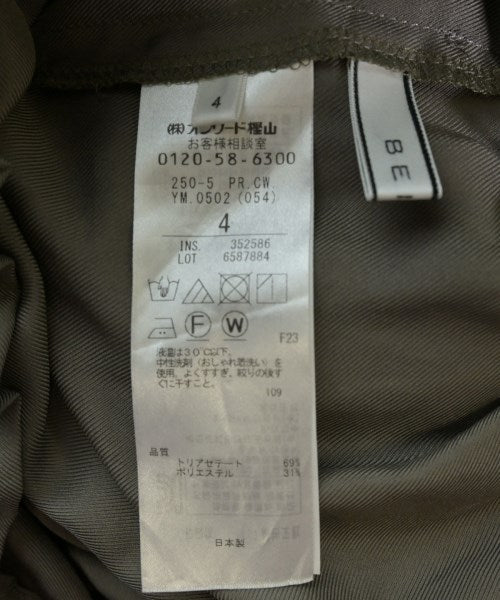 4
BE
(株)オンワード樫山
お客様相談室
0120-58-6300
250-5 PR.CW.
YM.0502 (054)
4
INS. 352586
LOT 6587884
F W
F23
液温は30℃以下、
中性洗剤(おしゃれ着洗い)を
使用、よくすすぎ、絞りの後す
ぐに干すこと。
109
品質
トリアセテート 69%
ポリエステル 31%
日本製